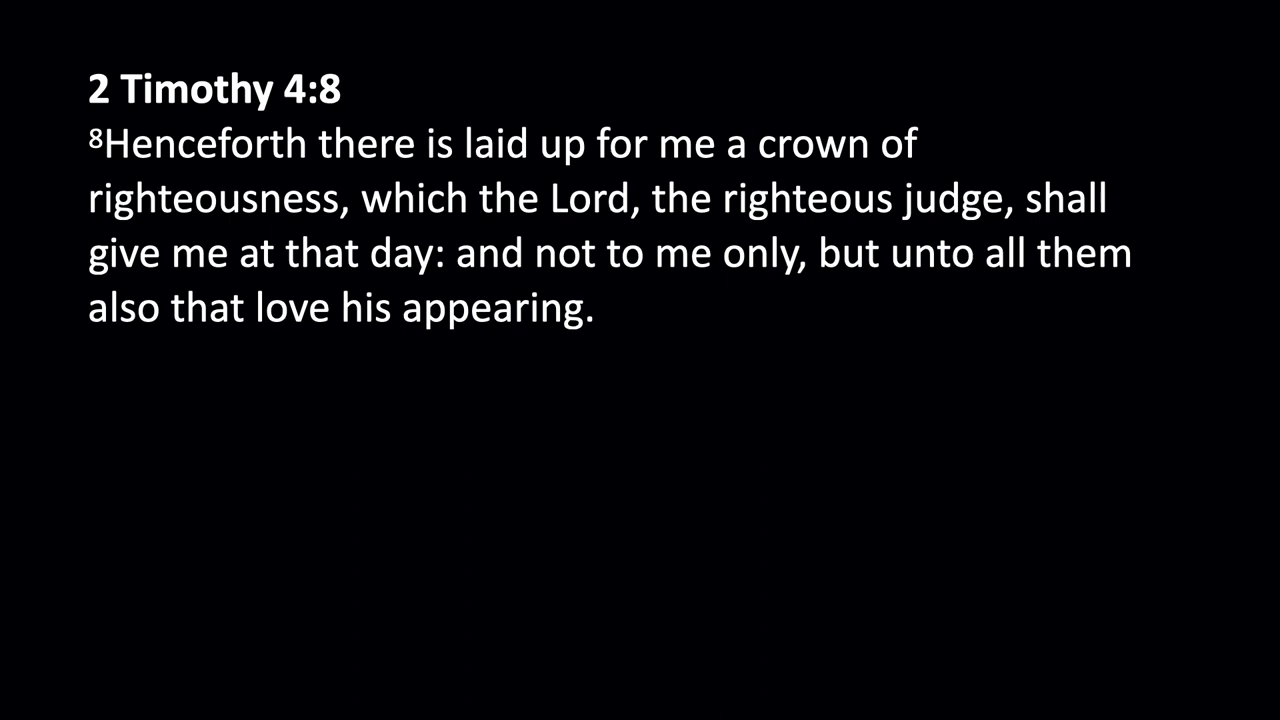 2 Timothy 4:8
⁸Henceforth there is laid up for me a crown of
righteousness, which the Lord, the righteous judge, shall
give me at that day: and not to me only, but unto all them
also that love his appearing.